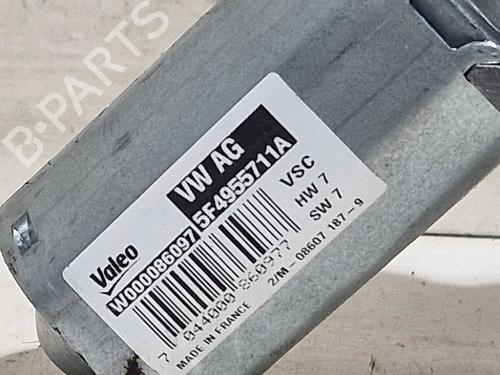 B-PARTS
VW AG
5F4955711A
Valeo
W000086097
VSC
HW 7
SW 7
7 044000 860977
2/M-08607 187-9
MADE IN FRANCE